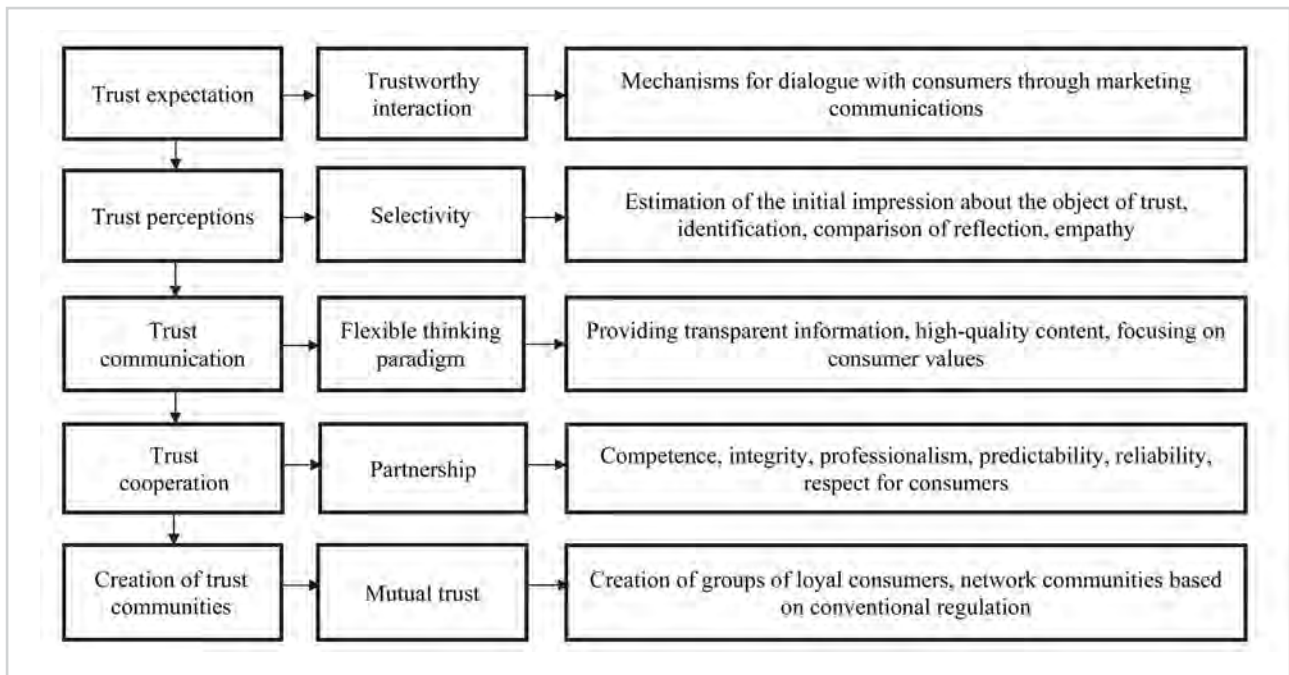 Trust expectation
Trustworthy
interaction
Mechanisms for dialogue with consumers through marketing
communications
Trust perceptions
Selectivity
Estimation of the initial impression about the object of trust,
identification, comparison of reflection, empathy
Trust
communication
Flexible thinking
paradigm
Providing transparent information, high-quality content, focusing on
consumer values
Trust
cooperation
Partnership
Competence, integrity, professionalism, predictability, reliability,
respect for consumers
Creation of trust
communities
Mutual trust
Creation of groups of loyal consumers, network communities based
on conventional regulation